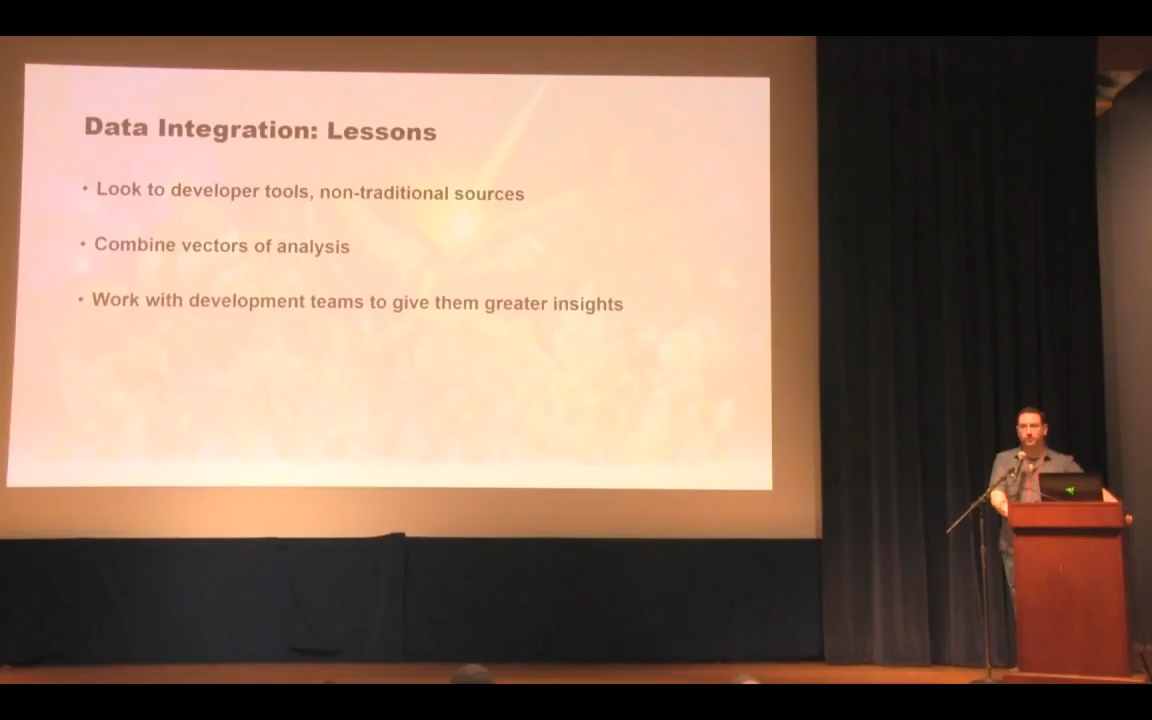 Data Integration: Lessons
• Look to developer tools, non-traditional sources
• Combine vectors of analysis
• Work with development teams to give them greater insights